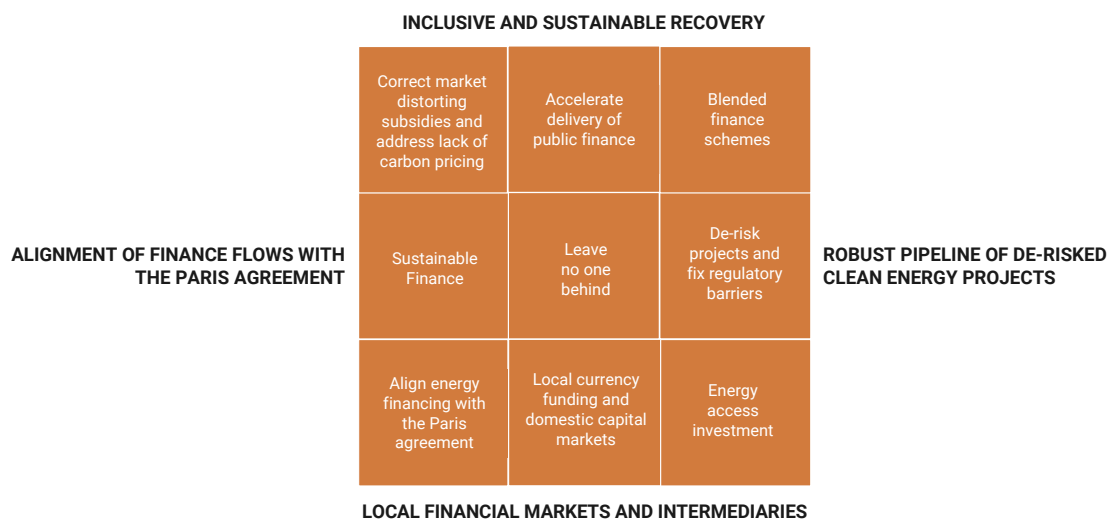 INCLUSIVE AND SUSTAINABLE RECOVERY
Correct market
distorting
subsidies and
address lack of
carbon pricing
Accelerate
delivery of
public finance
Blended
finance
schemes
ALIGNMENT OF FINANCE FLOWS WITH
THE PARIS AGREEMENT
Sustainable
Finance
Leave
no one
behind
De-risk
projects and
fix regulatory
barriers
ROBUST PIPELINE OF DE-RISKED
CLEAN ENERGY PROJECTS
Align energy
financing with
the Paris
agreement
Local currency
funding and
domestic capital
markets
Energy
access
investment
LOCAL FINANCIAL MARKETS AND INTERMEDIARIES